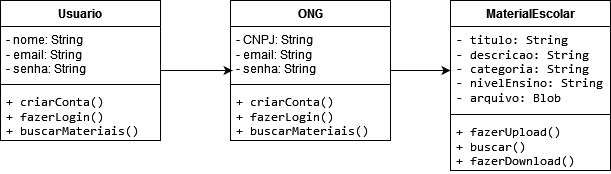 Usuario
- nome: String
- email: String
- senha: String
+ criarConta()
+ fazerLogin()
+ buscarMateriais()
ONG
- CNPJ: String
- email: String
- senha: String
+ criarConta()
+ fazerLogin()
+ buscarMateriais()
MaterialEscolar
- titulo: String
- descricao: String
- categoria: String
- nivelEnsino: String
- arquivo: Blob
+ fazerUpload()
+ buscar()
+ fazerDownload()